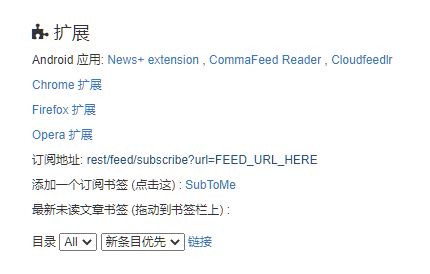 扩展
Android 应用: News+ extension , CommaFeed Reader , Cloudfeedlr
Chrome 扩展
Firefox 扩展
Opera 扩展
订阅地址: rest/feed/subscribe?url=FEED_URL_HERE
添加一个订阅书签 (点击这) : SubToMe
最新未读文章书签 (拖动到书签栏上) :
目录 All 新条目优先 链接